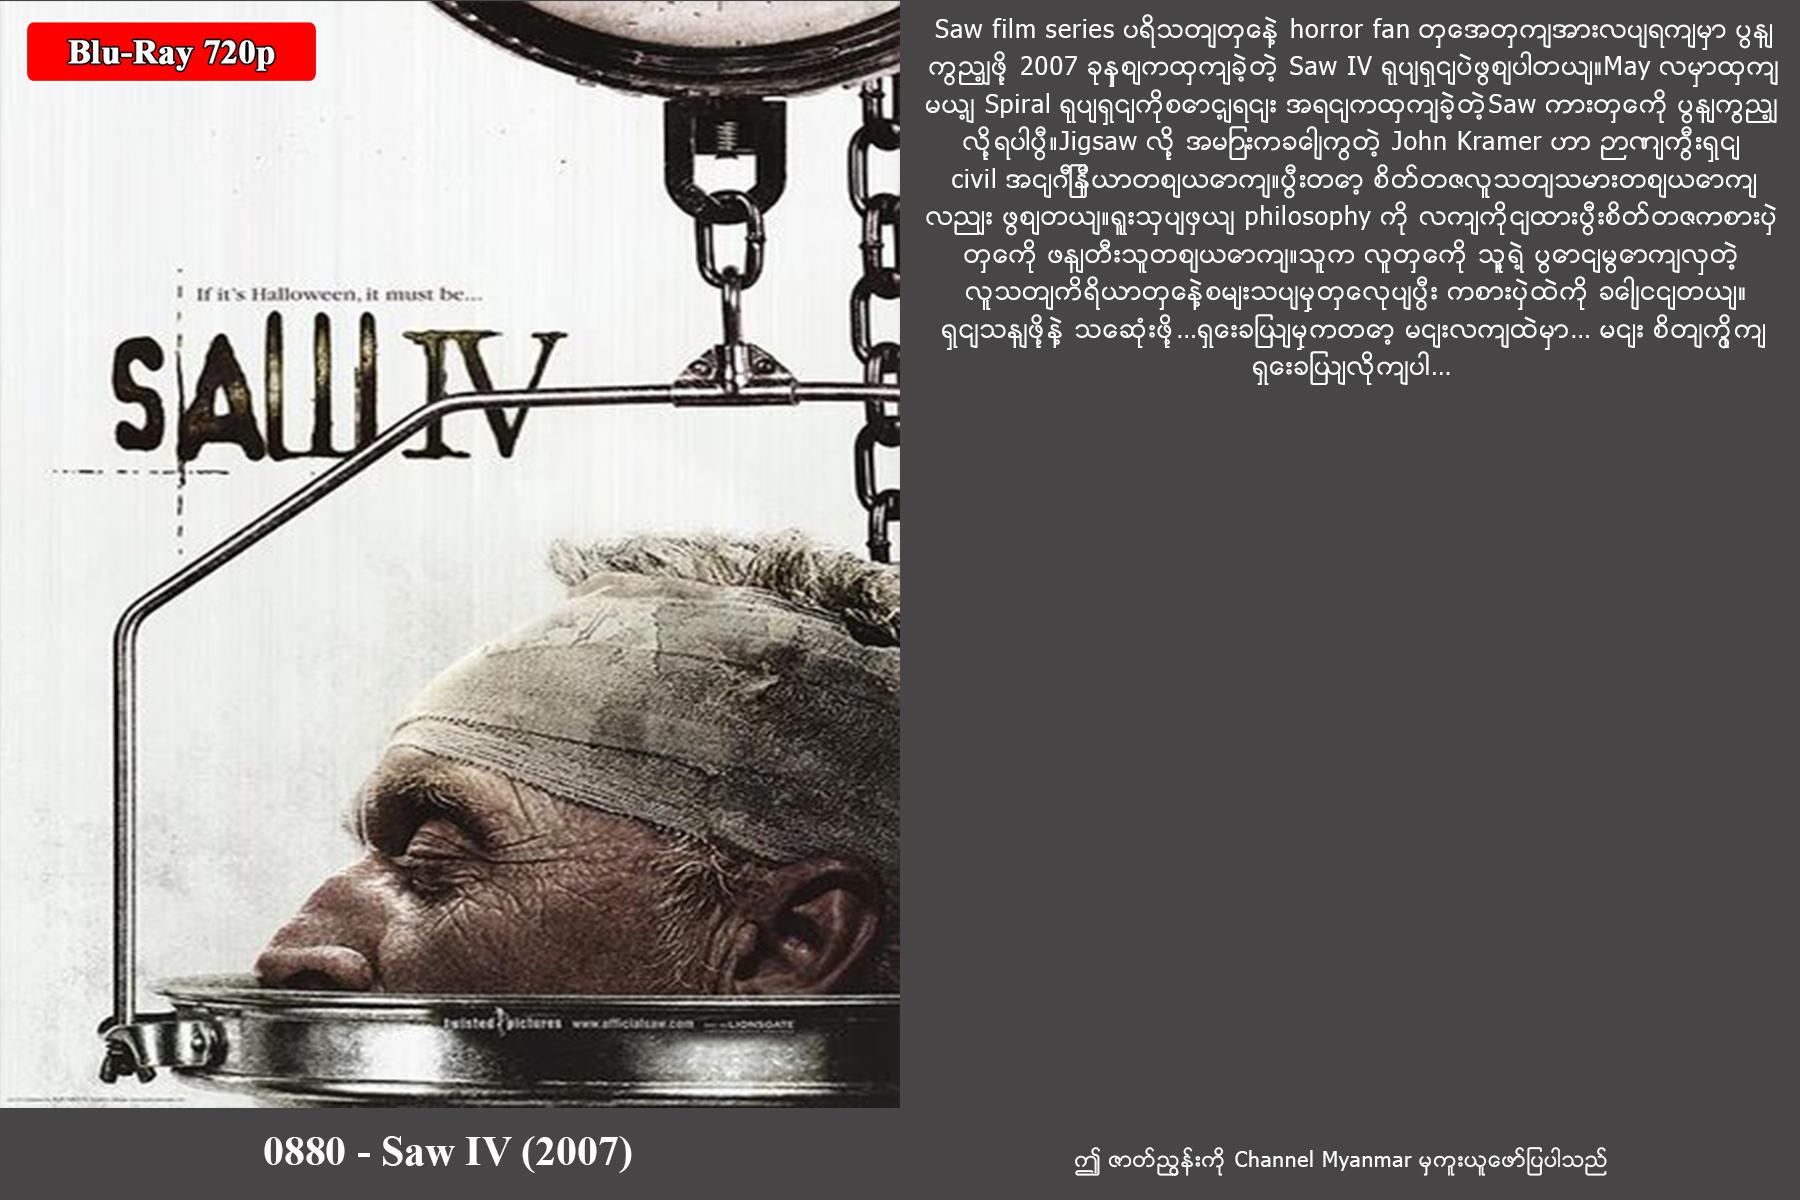 Blu-Ray 720p
If it's Halloween, it must be...
SAW IV
twisted pictures www.officialsaw.com LIONSGATE
0880 - Saw IV (2007)
Saw film series ပရိသတျတှနေဲ့ horror fan တှအေတှကျအားလပျရကျမှာ ပွနျ
ကွညျ့ဖို့ 2007 ခုနှစျကထှကျခဲ့တဲ့ Saw IV ရုပျရှငျပဲဖွစျပါတယျ။May လမှာထှကျ
မယျ့ Spiral ရုပျရှငျကိုစောငျ့ရငျး အရငျကထှကျခဲ့တဲ့Saw ကားတှကေို ပွနျကွညျ့
လို့ရပါပွီ။Jigsaw လို့ အမြားကခေါျကွတဲ့ John Kramer ဟာ ဉာဏျကွီးရှငျ
civil အငျဂငြီနီယာတစျယောကျ။ပွီးတော့ စိတ်တဇလူသတျသမားတစျယောကျ
လညျး ဖွစျတယျ။ရူးသှပျဖှယျ philosophy ကို လကျကိုငျထားပွီးစိတ်တဇကစားပှဲ
တှကေို ဖနျတီးသူတစျယောကျ။သူက လူတှကေို သူ့ရဲ့ ပွောငျမွောကျလှတဲ့
လူသတျကိရိယာတှနေဲ့စမျးသပျမှုတှလေုပျပွီး ကစားပှဲထဲကို ခေါျငငျတယျ။
ရှငျသနျဖို့နဲ့ သဆေုံးဖို့...ရှေးခယြျမှုကတော့ မငျးလကျထဲမှာ... မငျး စိတျကွိုကျ
ရှေးခယြျလိုကျပါ...
ဤ ဇာတ်ညွှန်းကို Channel Myanmar မှကူးယူဖော်ပြပါသည်